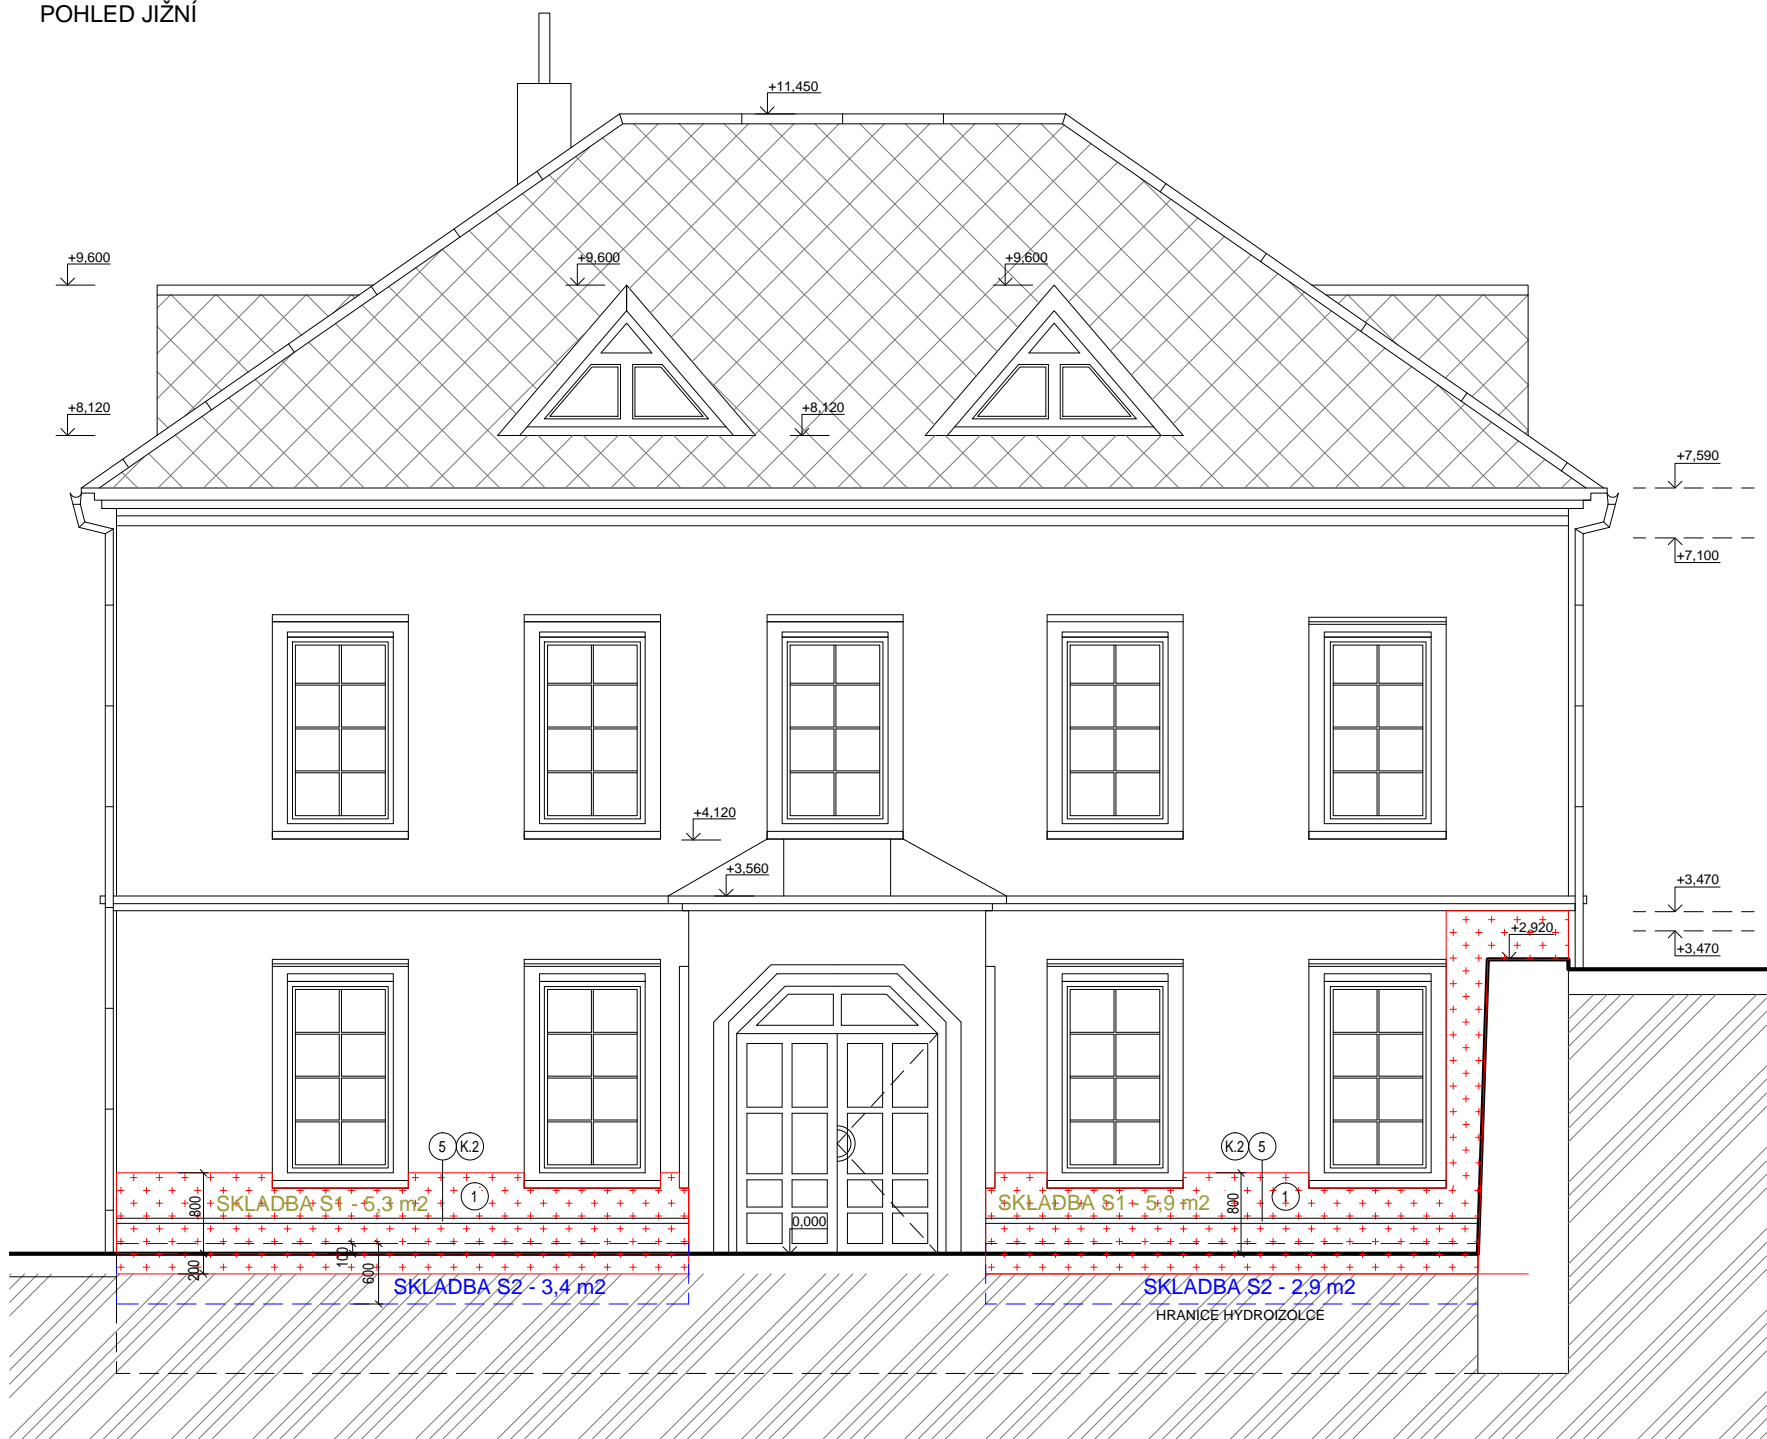 POHLED JIŽNÍ
+11,450
+9,600
+9,600
+9,600
+8,120
+8,120
+7,590
+7,100
+4,120
+3,560
+3,470
+2,920
+3,470
5 K.2
K.2 5
800
SKLADBA S1 - 5,3 m2
1
SKLADBA S1 - 5,9 m2
800
1
0,000
100
200
600
SKLADBA S2 - 3,4 m2
SKLADBA S2 - 2,9 m2
HRANICE HYDROIZOLCE